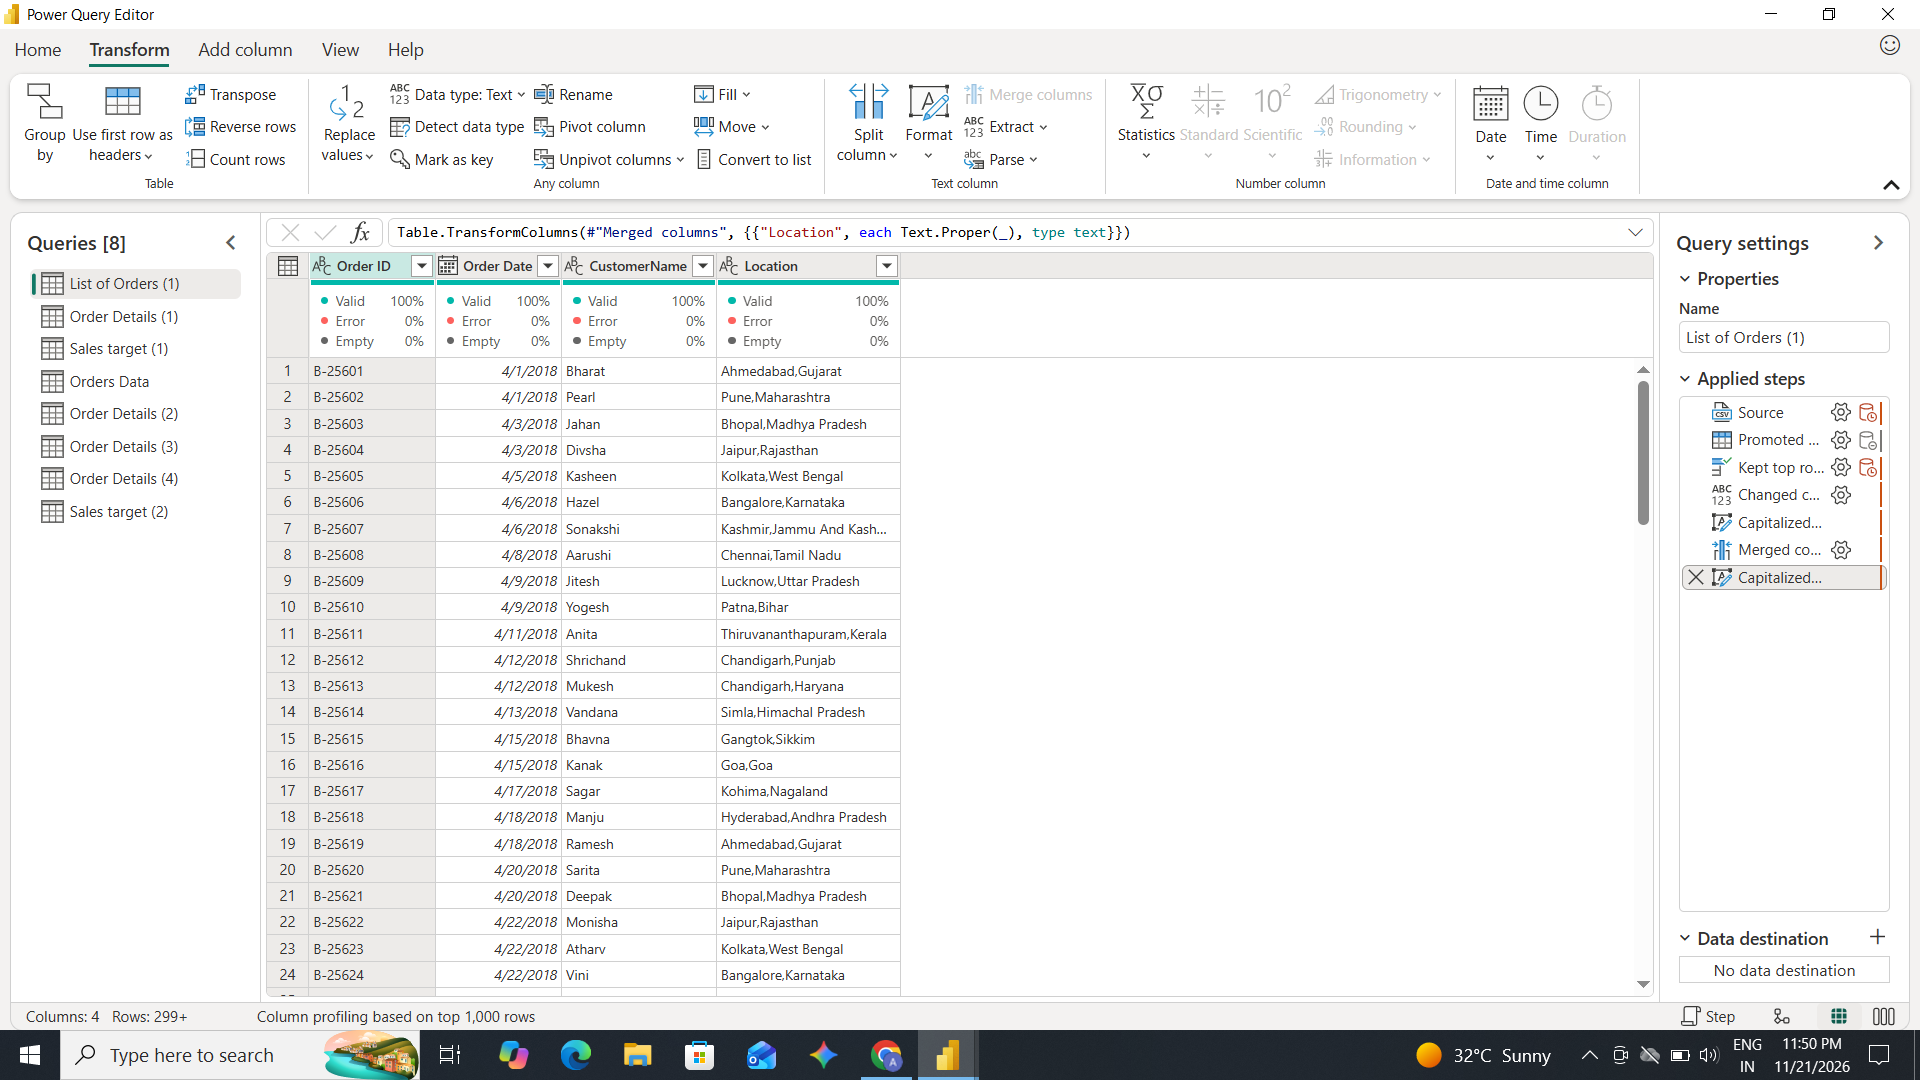 Power Query Editor
Home Transform Add column View Help
Group by
Use first row as headers
Transpose
Reverse rows
Count rows
Table
Replace values
Data type: Text
Detect data type
Mark as key
Rename
Pivot column
Unpivot columns
Fill
Move
Convert to list
Any column
Split column
Format
Merge columns
Extract
Parse
Text column
Statistics
Standard
Scientific
Trigonometry
Rounding
Information
Number column
Date
Time
Duration
Date and time column
Queries [8]
List of Orders (1)
Order Details (1)
Sales target (1)
Orders Data
Order Details (2)
Order Details (3)
Order Details (4)
Sales target (2)
fx Table.TransformColumns(#"Merged columns", {{"Location", each Text.Proper(_), type text}})
Order ID Order Date CustomerName Location
Valid 100% Valid 100% Valid 100% Valid 100%
Error 0% Error 0% Error 0% Error 0%
Empty 0% Empty 0% Empty 0% Empty 0%
1 B-25601 4/1/2018 Bharat Ahmedabad,Gujarat
2 B-25602 4/1/2018 Pearl Pune,Maharashtra
3 B-25603 4/3/2018 Jahan Bhopal,Madhya Pradesh
4 B-25604 4/3/2018 Divsha Jaipur,Rajasthan
5 B-25605 4/5/2018 Kasheen Kolkata,West Bengal
6 B-25606 4/6/2018 Hazel Bangalore,Karnataka
7 B-25607 4/6/2018 Sonakshi Kashmir,Jammu And Kash...
8 B-25608 4/8/2018 Aarushi Chennai,Tamil Nadu
9 B-25609 4/9/2018 Jitesh Lucknow,Uttar Pradesh
10 B-25610 4/9/2018 Yogesh Patna,Bihar
11 B-25611 4/11/2018 Anita Thiruvananthapuram,Kerala
12 B-25612 4/12/2018 Shrichand Chandigarh,Punjab
13 B-25613 4/12/2018 Mukesh Chandigarh,Haryana
14 B-25614 4/13/2018 Vandana Simla,Himachal Pradesh
15 B-25615 4/15/2018 Bhavna Gangtok,Sikkim
16 B-25616 4/15/2018 Kanak Goa,Goa
17 B-25617 4/17/2018 Sagar Kohima,Nagaland
18 B-25618 4/18/2018 Manju Hyderabad,Andhra Pradesh
19 B-25619 4/18/2018 Ramesh Ahmedabad,Gujarat
20 B-25620 4/20/2018 Sarita Pune,Maharashtra
21 B-25621 4/20/2018 Deepak Bhopal,Madhya Pradesh
22 B-25622 4/22/2018 Monisha Jaipur,Rajasthan
23 B-25623 4/22/2018 Atharv Kolkata,West Bengal
24 B-25624 4/22/2018 Vini Bangalore,Karnataka
Query settings
Properties
Name
List of Orders (1)
Applied steps
Source
Promoted ...
Kept top ro...
Changed c...
Capitalized...
Merged co...
Capitalized...
Data destination
No data destination
Columns: 4 Rows: 299+ Column profiling based on top 1,000 rows
Step
Type here to search
32°C Sunny
ENG
IN
11:50 PM
11/21/2026